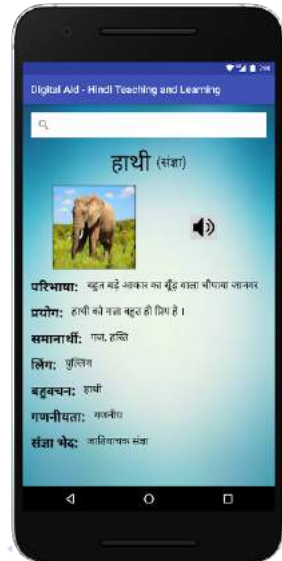 Digital Aid - Hindi Teaching and Learning
हाथी (संज्ञा)
परिभाषा: बहुत बड़े आकार का सूँड़ वाला चौपाया जानवर
प्रयोग: हाथी को गन्ना बहुत ही प्रिय है ।
समानार्थी: गज, हस्ति
लिंग: पुल्लिंग
बहुवचन: हाथी
गणनीयता: गणनीय
संज्ञा भेद: जातिवाचक संज्ञा